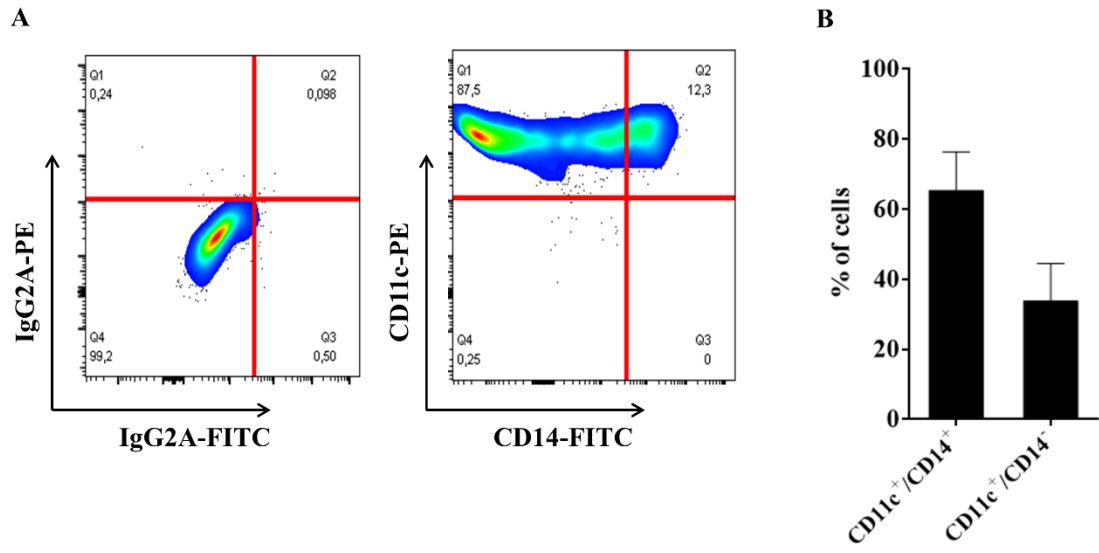 A
Q1
0,24
Q2
0,098
Q4
99,2
Q3
0,50
IgG2A-PE
IgG2A-FITC
Q1
87,5
Q2
12,3
Q4
0,25
Q3
0
CD11c-PE
CD14-FITC
B
100
80
60
40
20
0
% of cells
CD11c⁺/CD14⁺
CD11c⁺/CD14⁻